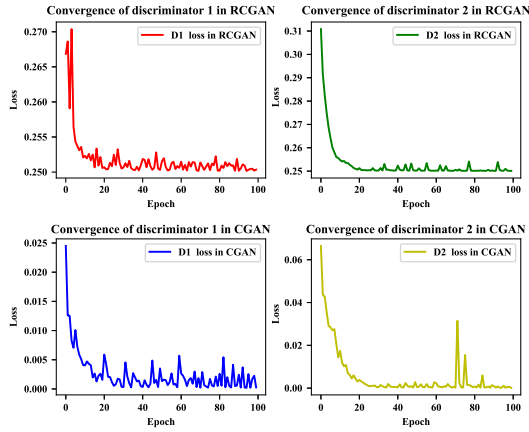 Convergence of discriminator 1 in RCGAN
D1 loss in RCGAN
0.270
0.265
0.260
0.255
0.250
Loss
0 20 40 60 80 100
Epoch
Convergence of discriminator 2 in RCGAN
D2 loss in RCGAN
0.31
0.30
0.29
0.28
0.27
0.26
0.25
Loss
0 20 40 60 80 100
Epoch
Convergence of discriminator 1 in CGAN
D1 loss in CGAN
0.025
0.020
0.015
0.010
0.005
0.000
Loss
0 20 40 60 80 100
Epoch
Convergence of discriminator 2 in CGAN
D2 loss in CGAN
0.06
0.04
0.02
0.00
Loss
0 20 40 60 80 100
Epoch